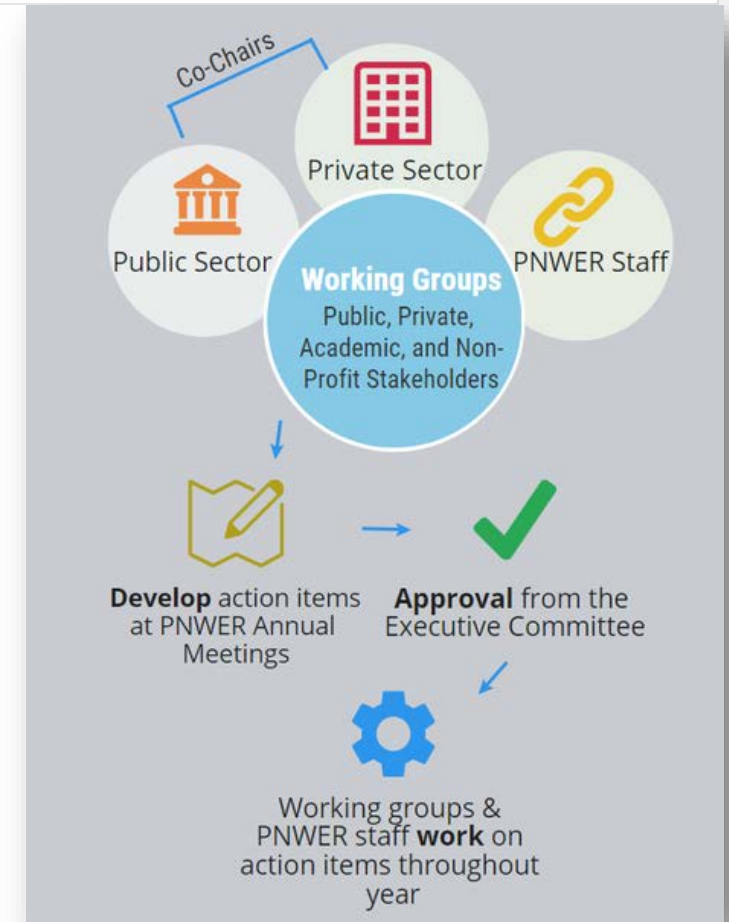 Co-Chairs
Private Sector
Public Sector
PNWER Staff
Working Groups
Public, Private,
Academic, and Non-
Profit Stakeholders
Develop action items
at PNWER Annual
Meetings
Approval from the
Executive Committee
Working groups &
PNWER staff work on
action items throughout
year